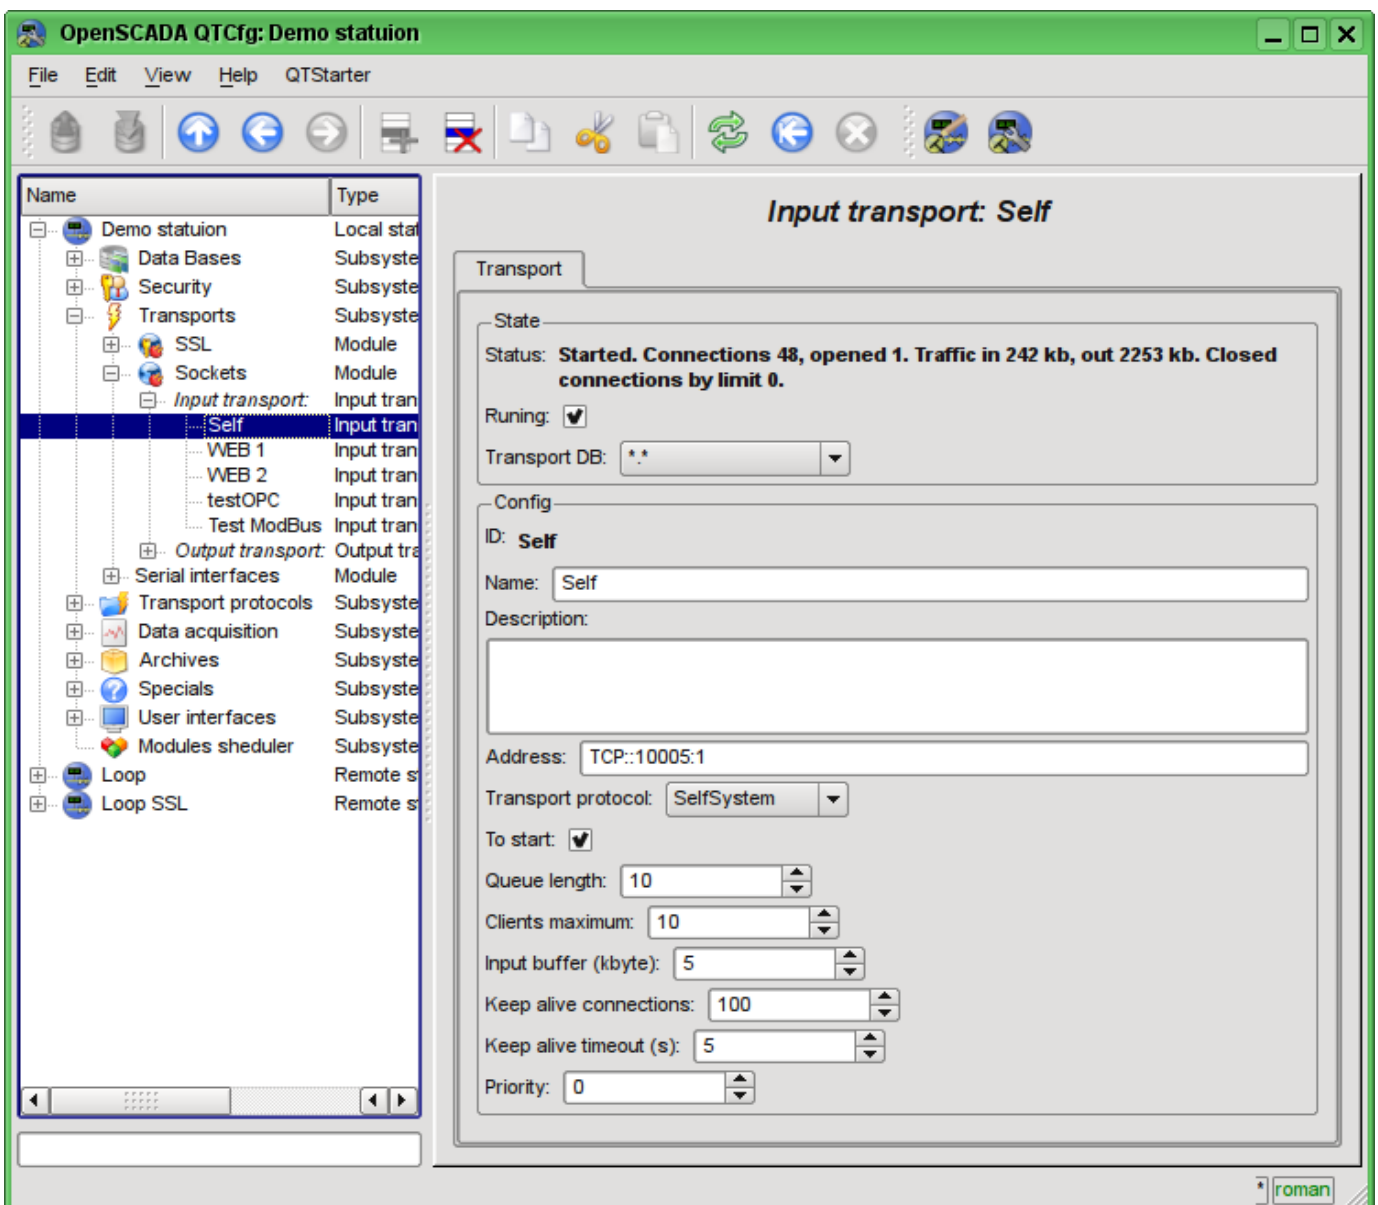 OpenSCADA QTCfg: Demo statuion
File Edit View Help QTStarter
Name Type
Demo statuion Local stat
Data Bases Subsyste
Security Subsyste
Transports Subsyste
SSL Module
Sockets Module
Input transport: Input tran
Self Input tran
WEB 1 Input tran
WEB 2 Input tran
testOPC Input tran
Test ModBus Input tran
Output transport: Output tra
Serial interfaces Module
Transport protocols Subsyste
Data acquisition Subsyste
Archives Subsyste
Specials Subsyste
User interfaces Subsyste
Modules sheduler Subsyste
Loop Remote st
Loop SSL Remote st
Input transport: Self
Transport
State
Status: Started. Connections 48, opened 1. Traffic in 242 kb, out 2253 kb. Closed
connections by limit 0.
Runing:
Transport DB: *.*
Config
ID: Self
Name: Self
Description:
Address: TCP::10005:1
Transport protocol: SelfSystem
To start:
Queue length: 10
Clients maximum: 10
Input buffer (kbyte): 5
Keep alive connections: 100
Keep alive timeout (s): 5
Priority: 0
* roman